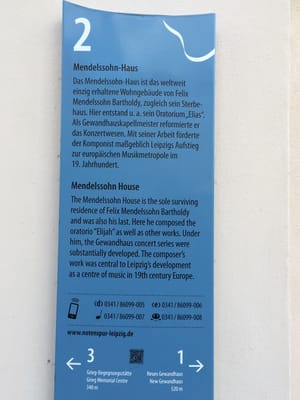 2
Mendelssohn-Haus
Das Mendelssohn-Haus ist das weltweit
einzig erhaltene Wohngebäude von Felix
Mendelssohn Bartholdy, zugleich sein Sterbe-
haus. Hier entstand u. a. sein Oratorium „Elias“.
Als Gewandhauskapellmeister reformierte er
das Konzertwesen. Mit seiner Arbeit förderte
der Komponist maßgeblich Leipzigs Aufstieg
zur europäischen Musikmetropole im
19. Jahrhundert.
Mendelssohn House
The Mendelssohn House is the sole surviving
residence of Felix Mendelssohn Bartholdy
and was also his last. Here he composed the
oratorio “Elijah” as well as other works. Under
him, the Gewandhaus concert series were
substantially developed. The composer’s
work was central to Leipzig’s development
as a centre of music in 19th century Europe.
(d) 0341/86099-005 (e) 0341/86099-006
0341/86099-007 0341/86099-008
www.notenspur-leipzig.de
← 3 1 →
Grieg-Begegnungsstätte Neues Gewandhaus
Grieg Memorial Centre New Gewandhaus
340 m 520 m